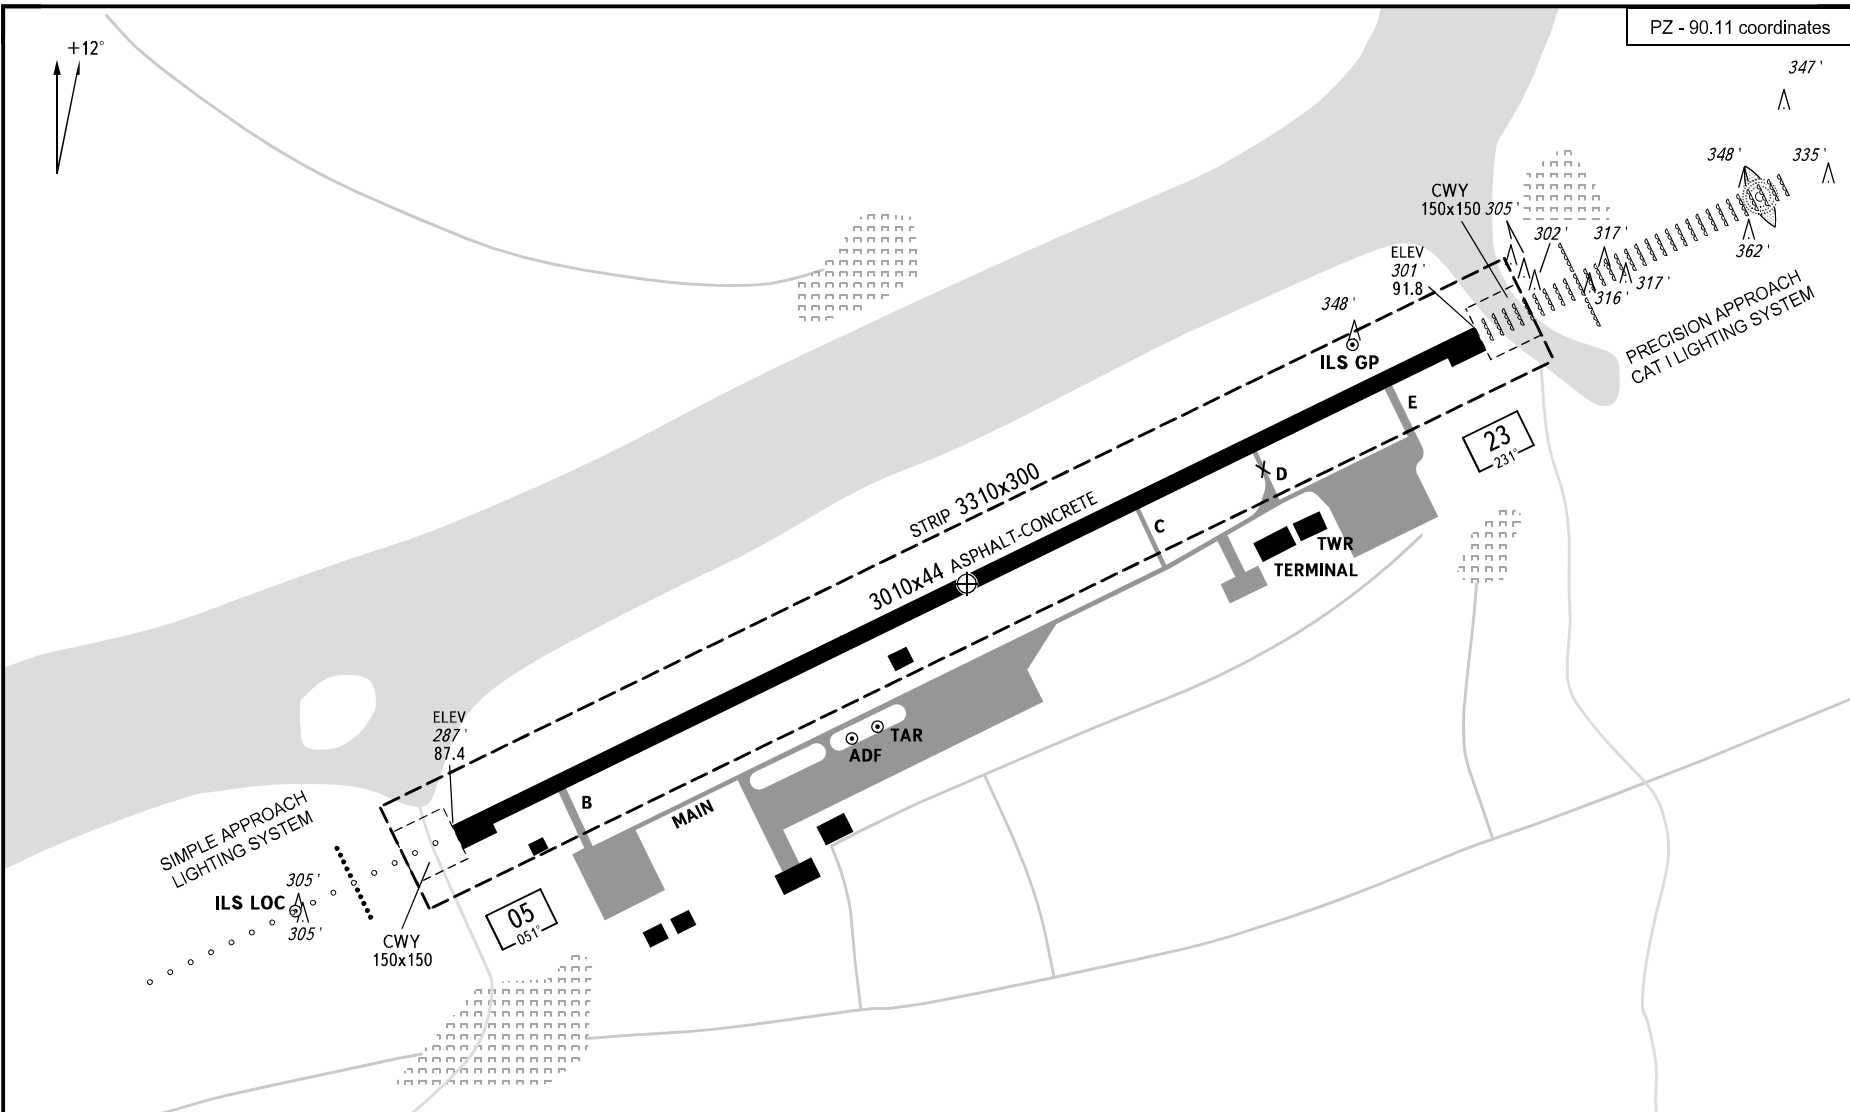 PZ - 90.11 coordinates
+12°
347 '
348 '
335 '
CWY
150x150
305 '
302 '
317 '
362 '
ELEV
301 '
91.8
316 '
317 '
348 '
ILS GP
PRECISION APPROACH
CAT I LIGHTING SYSTEM
E
23
231°
STRIP 3310x300
D
3010x44 ASPHALT-CONCRETE
C
TWR
TERMINAL
ELEV
287 '
87.4
TAR
ADF
B
MAIN
SIMPLE APPROACH
LIGHTING SYSTEM
305 '
ILS LOC
305 '
05
051°
CWY
150x150